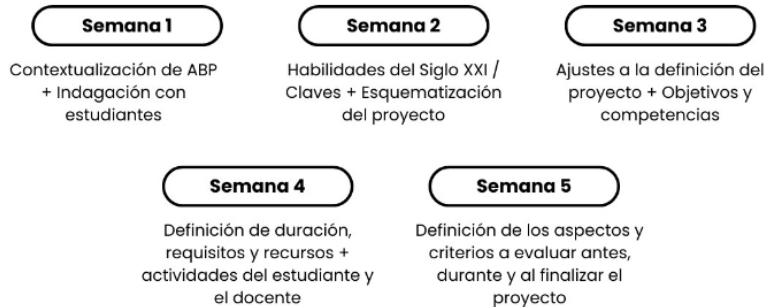 Semana 1
Contextualización de ABP
+ Indagación con
estudiantes
Semana 2
Habilidades del Siglo XXI /
Claves + Esquematización
del proyecto
Semana 3
Ajustes a la definición del
proyecto + Objetivos y
competencias
Semana 4
Definición de duración,
requisitos y recursos +
actividades del estudiante y
el docente
Semana 5
Definición de los aspectos y
criterios a evaluar antes,
durante y al finalizar el
proyecto